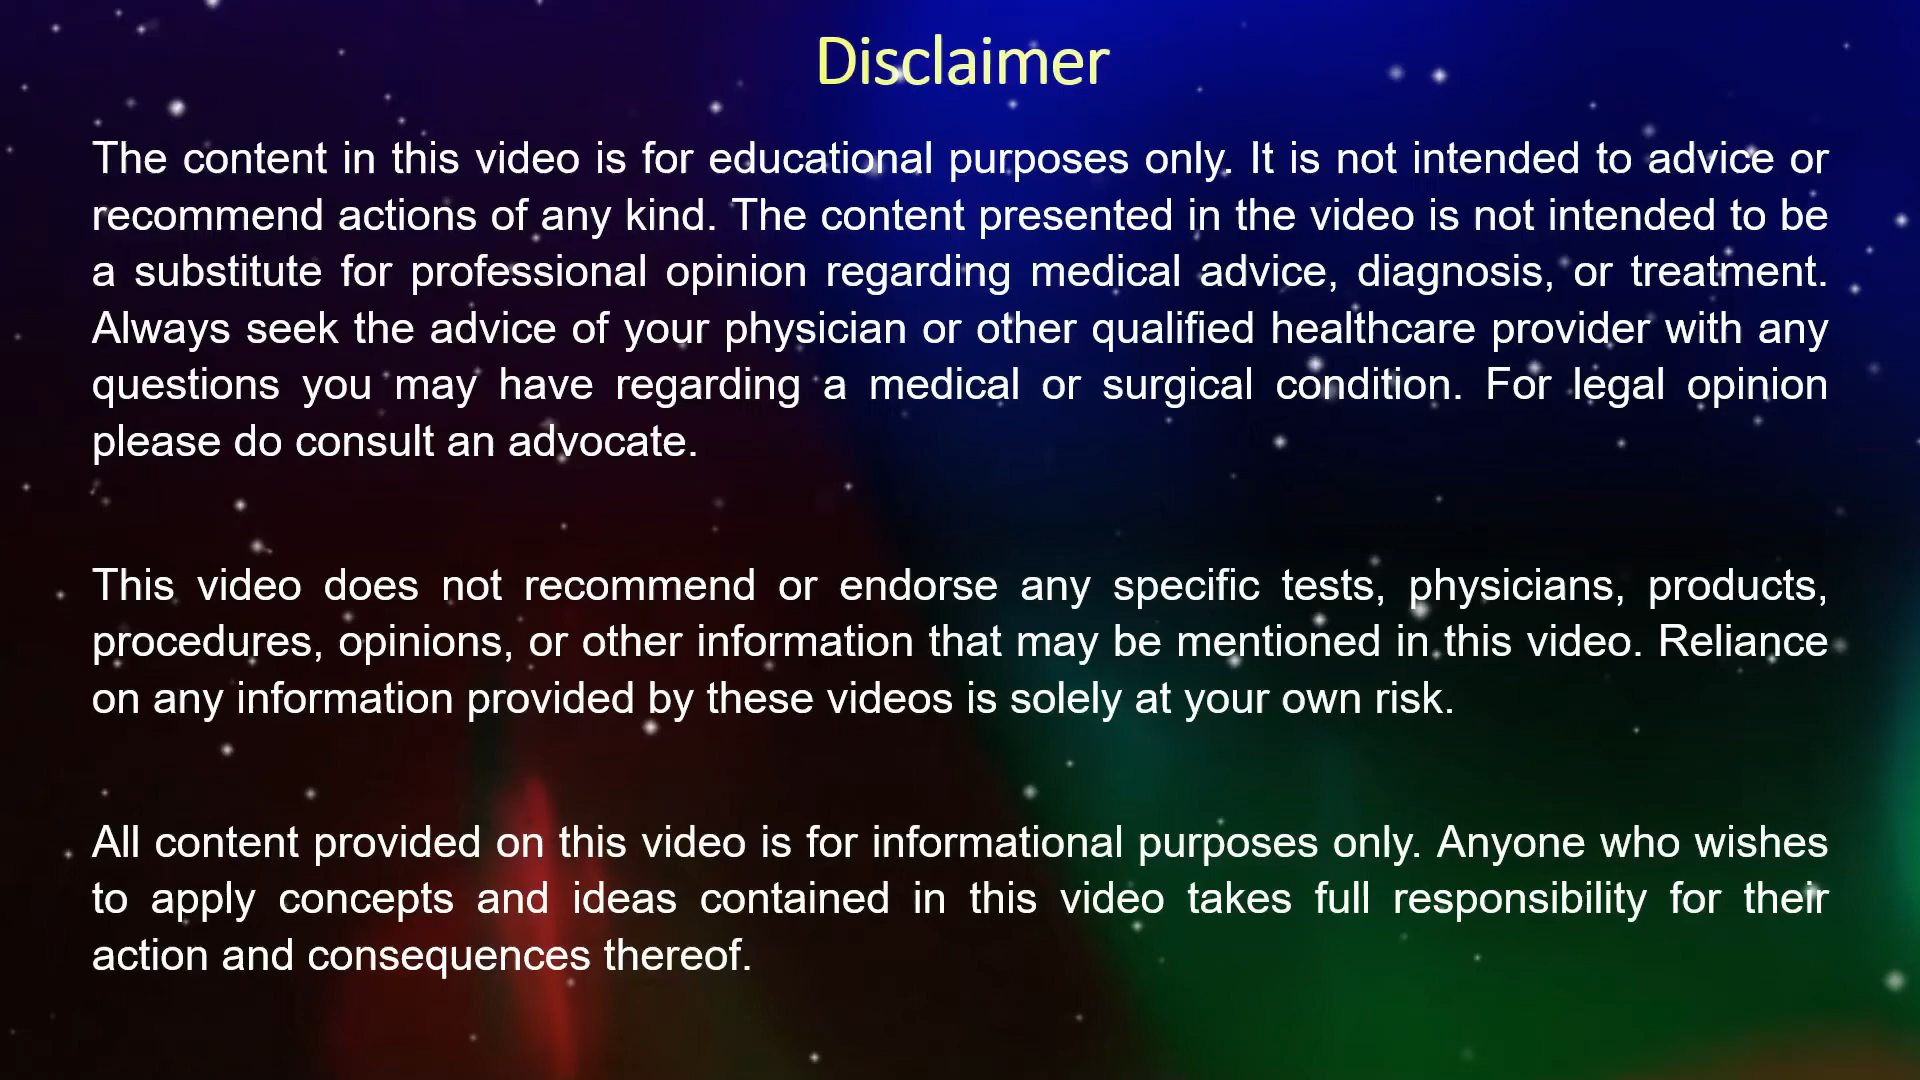 Disclaimer
The content in this video is for educational purposes only. It is not intended to advice or
recommend actions of any kind. The content presented in the video is not intended to be
a substitute for professional opinion regarding medical advice, diagnosis, or treatment.
Always seek the advice of your physician or other qualified healthcare provider with any
questions you may have regarding a medical or surgical condition. For legal opinion
please do consult an advocate.
This video does not recommend or endorse any specific tests, physicians, products,
procedures, opinions, or other information that may be mentioned in this video. Reliance
on any information provided by these videos is solely at your own risk.
All content provided on this video is for informational purposes only. Anyone who wishes
to apply concepts and ideas contained in this video takes full responsibility for their
action and consequences thereof.